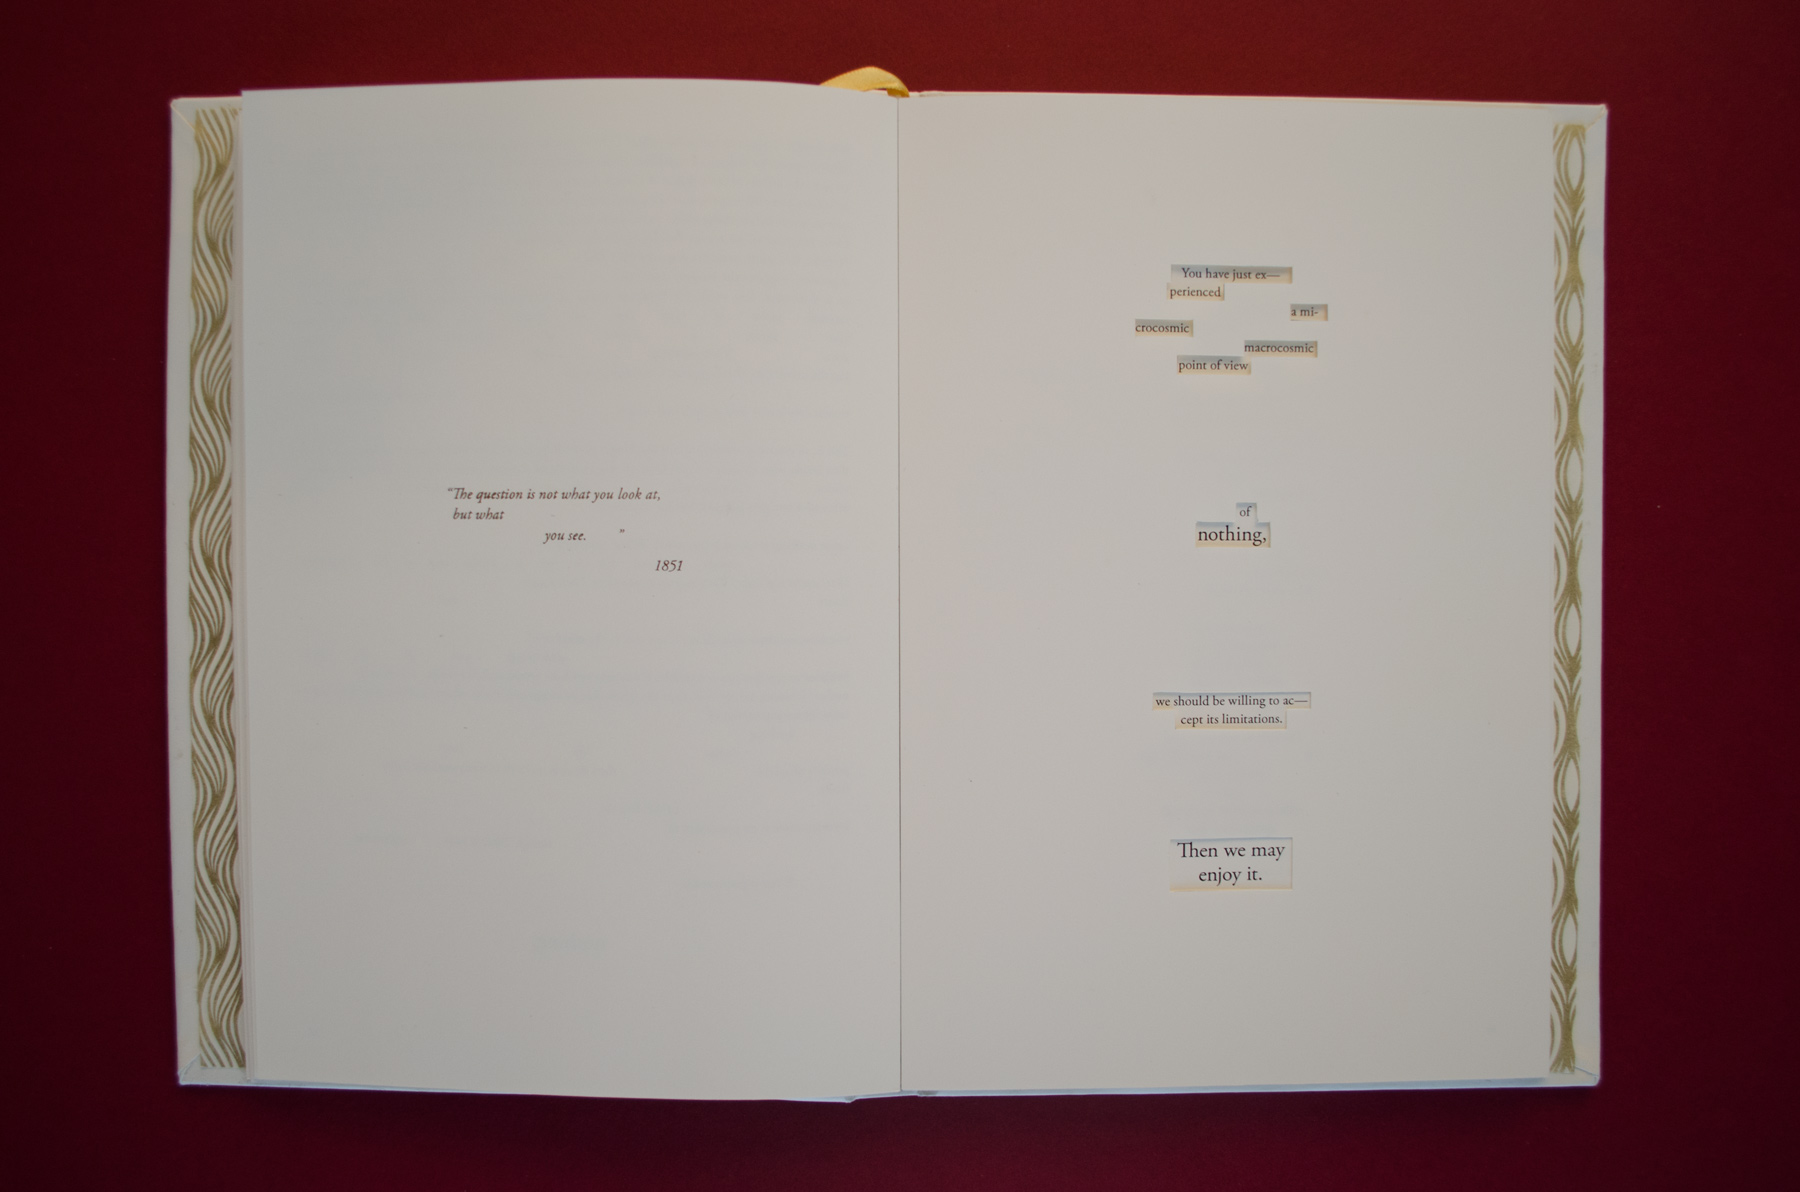 “The question is not what you look at,
but what
you see. ”
1851
You have just ex—
perienced
a mi-
crocosmic
macrocosmic
point of view
of
nothing,
we should be willing to ac—
cept its limitations.
Then we may
enjoy it.